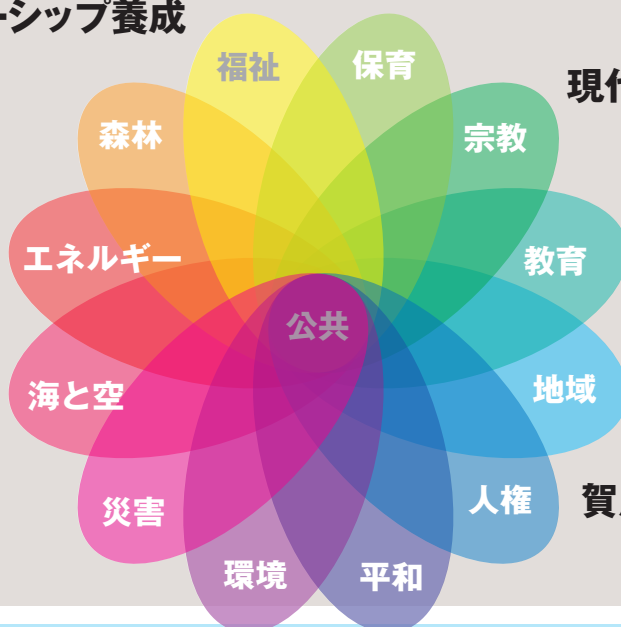 ーシップ養成
福祉
保育
現代
森林
宗教
エネルギー
教育
公共
海と空
地域
災害
人権
賀
環境
平和